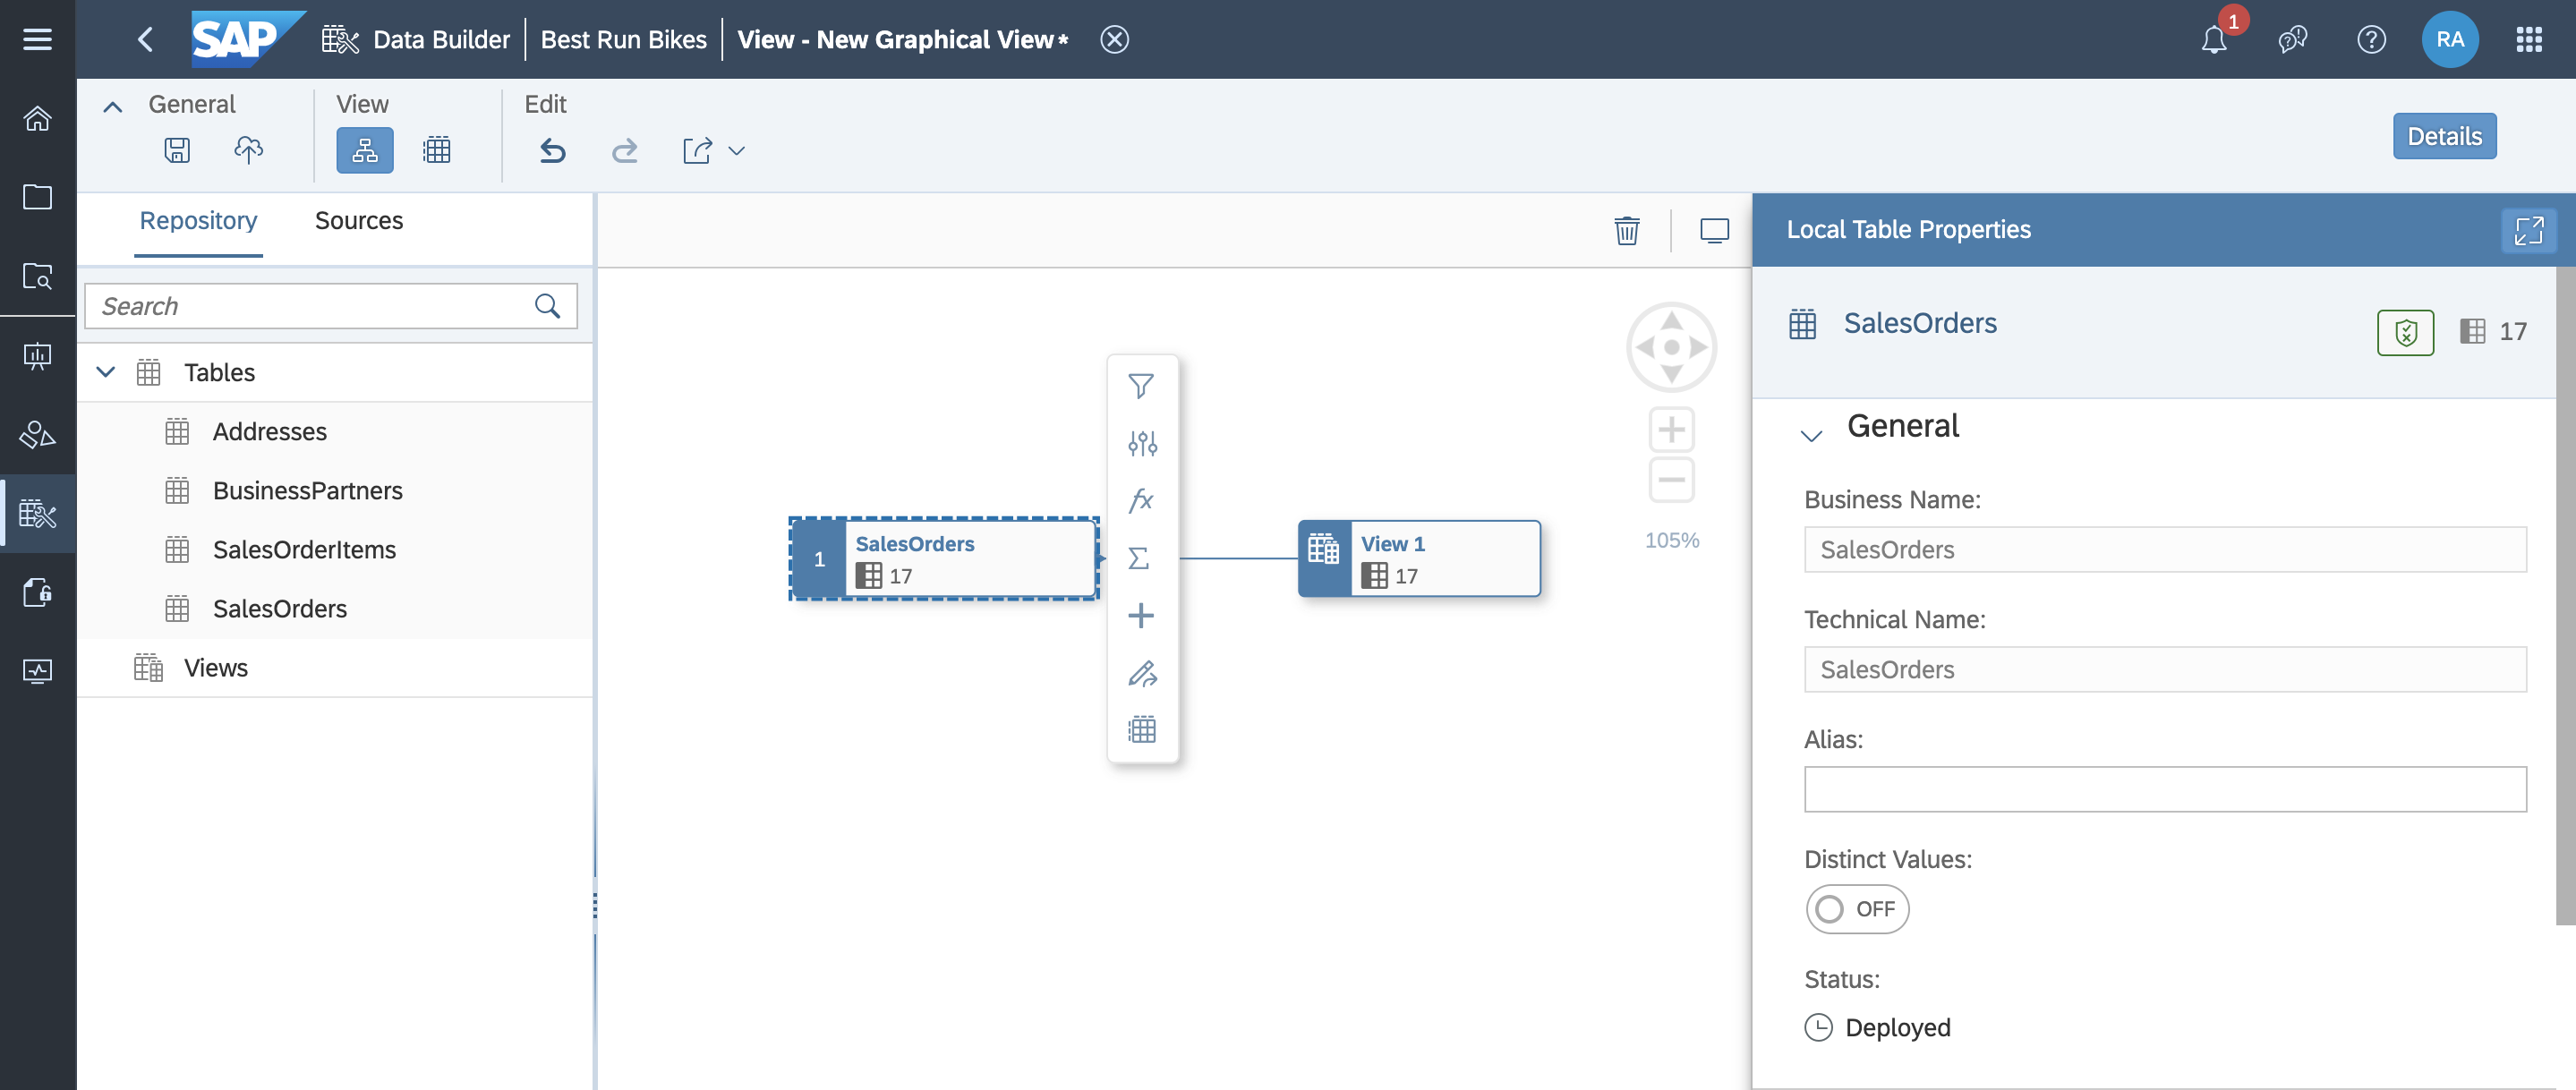 SAP Data Builder Best Run Bikes View - New Graphical View* 1 RA
General View Edit
Details
Repository Sources
Local Table Properties
Search
SalesOrders 17
Tables
Addresses
BusinessPartners
SalesOrderItems
SalesOrders
Views
1 SalesOrders
17
fx
Σ
View 1
17
105%
General
Business Name:
SalesOrders
Technical Name:
SalesOrders
Alias:
Distinct Values:
OFF
Status:
Deployed